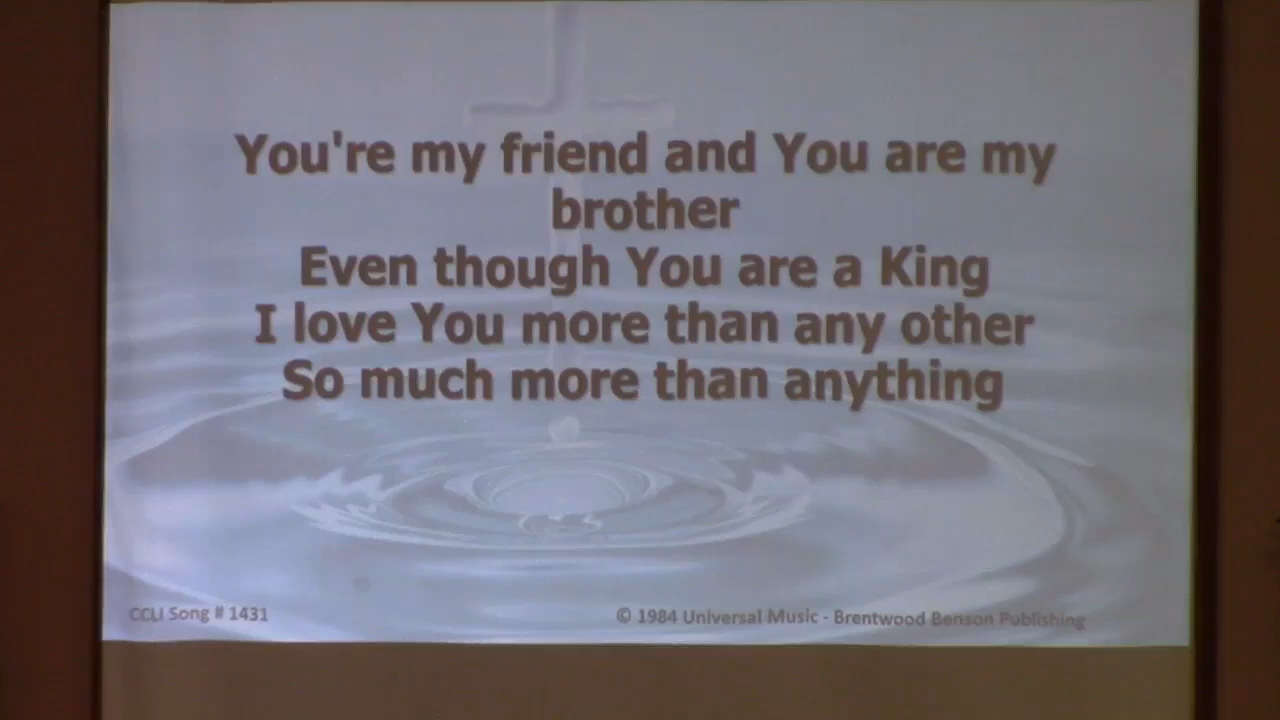 You're my friend and You are my
brother
Even though You are a King
I love You more than any other
So much more than anything
CCLI Song # 1431
© 1984 Universal Music - Brentwood Benson Publishing